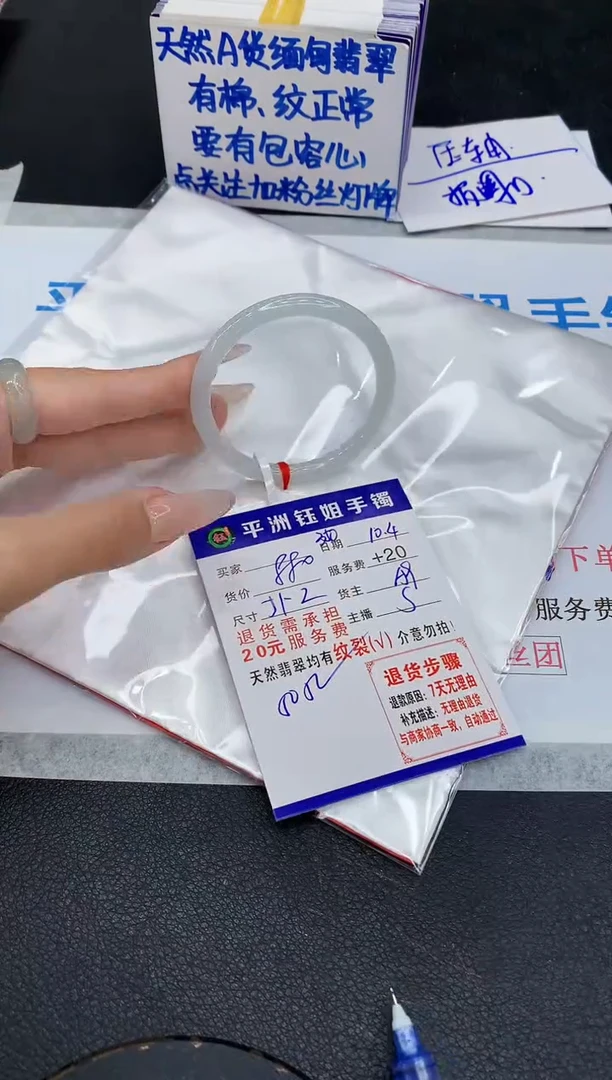 天然A货缅甸翡翠
有棉、纹正常
要有包容心
点关注加粉丝灯牌
平洲钰姐手镯
买家 日期 10.4
货价 880 服务费 +20
尺寸 货主
主播 S
退货需承担
20元服务费
天然翡翠均有纹裂(√)介意勿拍!
退货步骤
退款原因: 7天无理由
补充描述: 无理由退货
与商家协商一致, 自动通过
下单
服务费
丝团
手镯